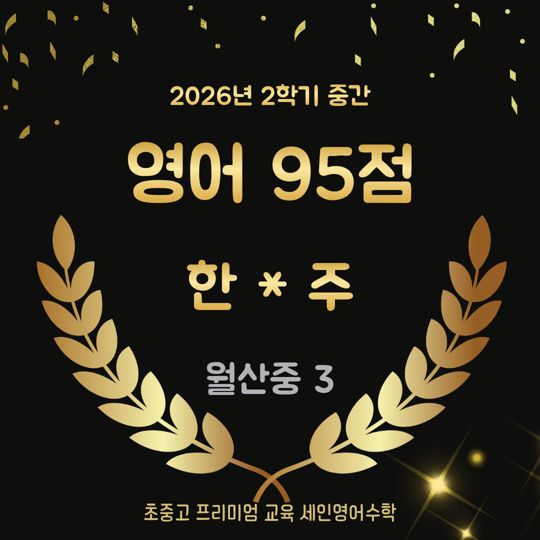 2026년 2학기 중간
영어 95점
한 * 주
월산중 3
초중고 프리미엄 교육 세인영어수학